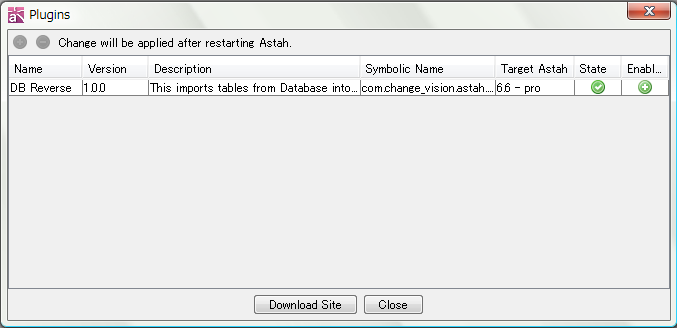 Plugins
Change will be applied after restarting Astah.
Name Version Description Symbolic Name Target Astah State Enabl...
DB Reverse 1.0.0 This imports tables from Database into... com.change_vision.astah.... 6.6 - pro
Download Site Close